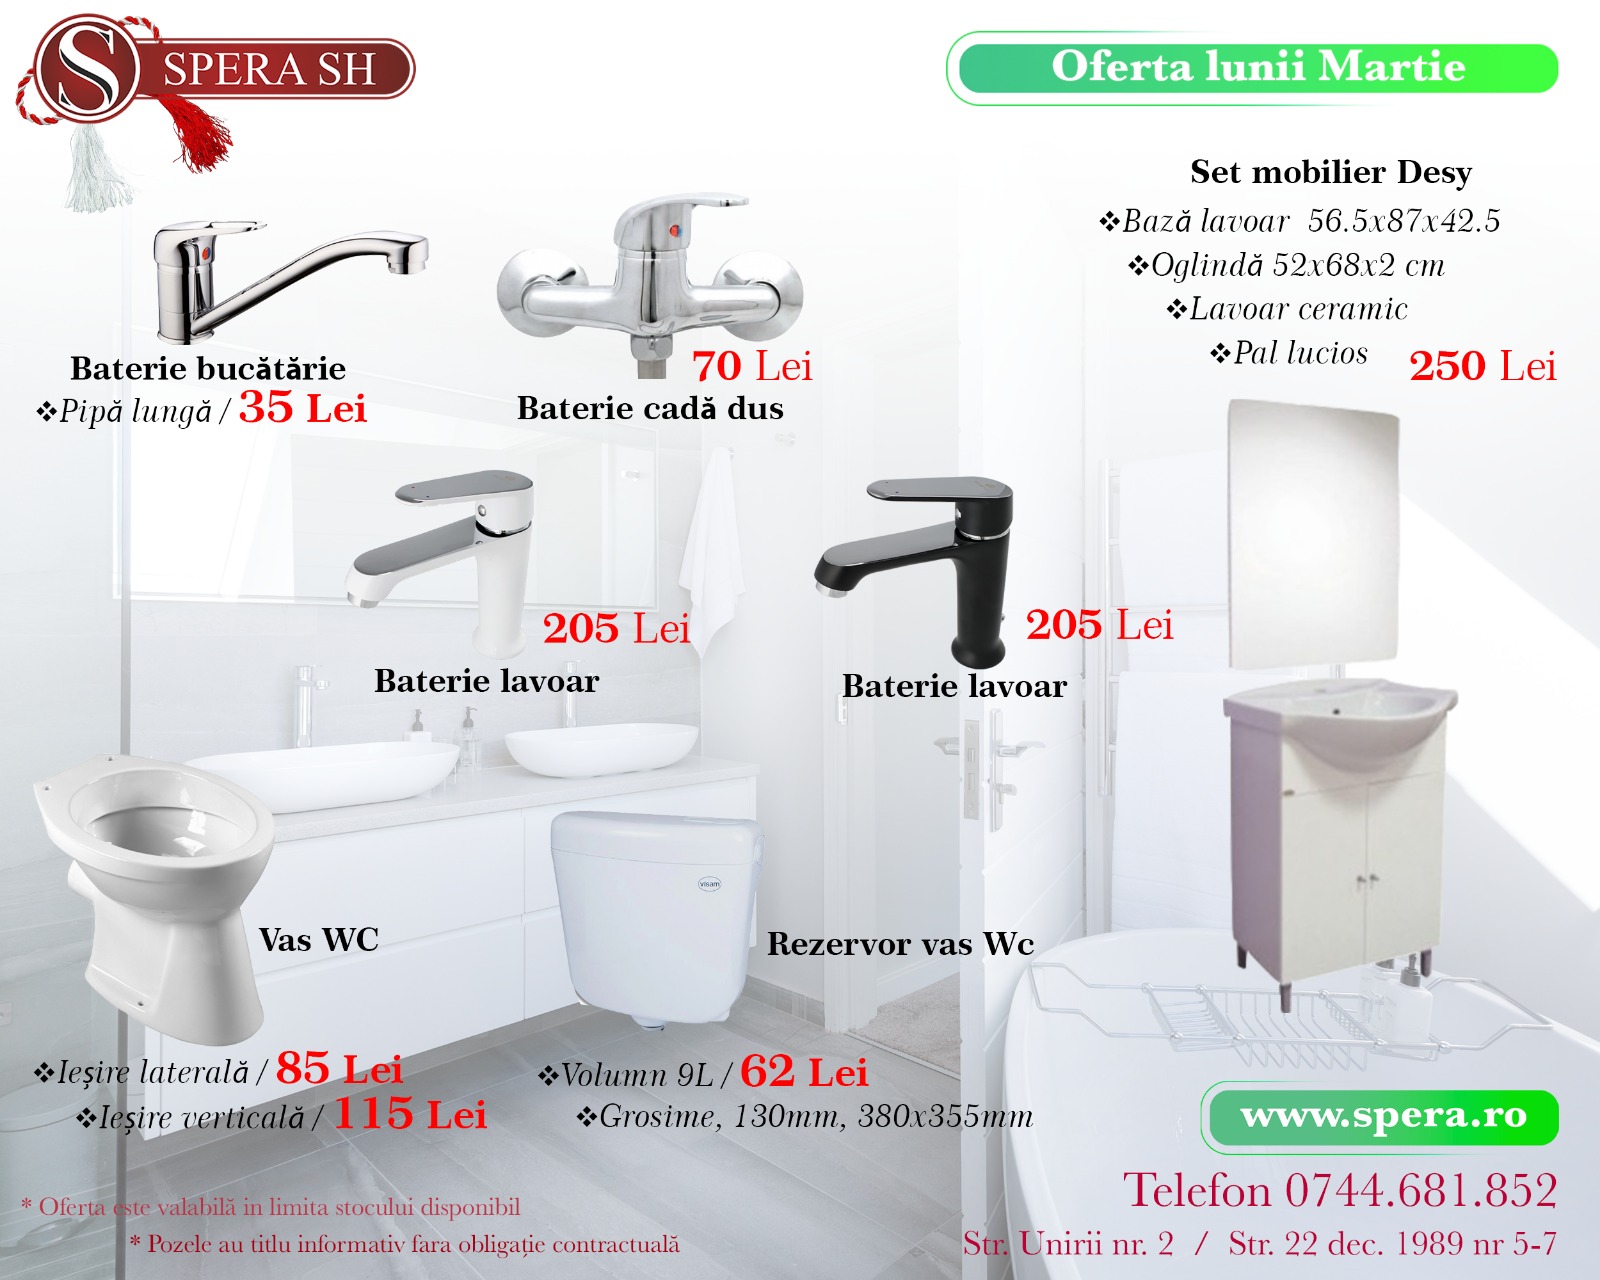 S SPERA SH
Oferta lunii Martie
Set mobilier Desy
❖Bază lavoar 56.5x87x42.5
❖Oglindă 52x68x2 cm
❖Lavoar ceramic
❖Pal lucios
250 Lei
Baterie bucătărie
❖Pipă lungă / 35 Lei
70 Lei
Baterie cadă dus
205 Lei
Baterie lavoar
205 Lei
Baterie lavoar
Vas WC
❖Ieșire laterală / 85 Lei
❖Ieșire verticală / 115 Lei
visam
Rezervor vas Wc
❖Volumn 9L / 62 Lei
❖Grosime, 130mm, 380x355mm
www.spera.ro
Telefon 0744.681.852
Str. Unirii nr. 2 / Str. 22 dec. 1989 nr 5-7
* Oferta este valabilă in limita stocului disponibil
* Pozele au titlu informativ fara obligație contractuală